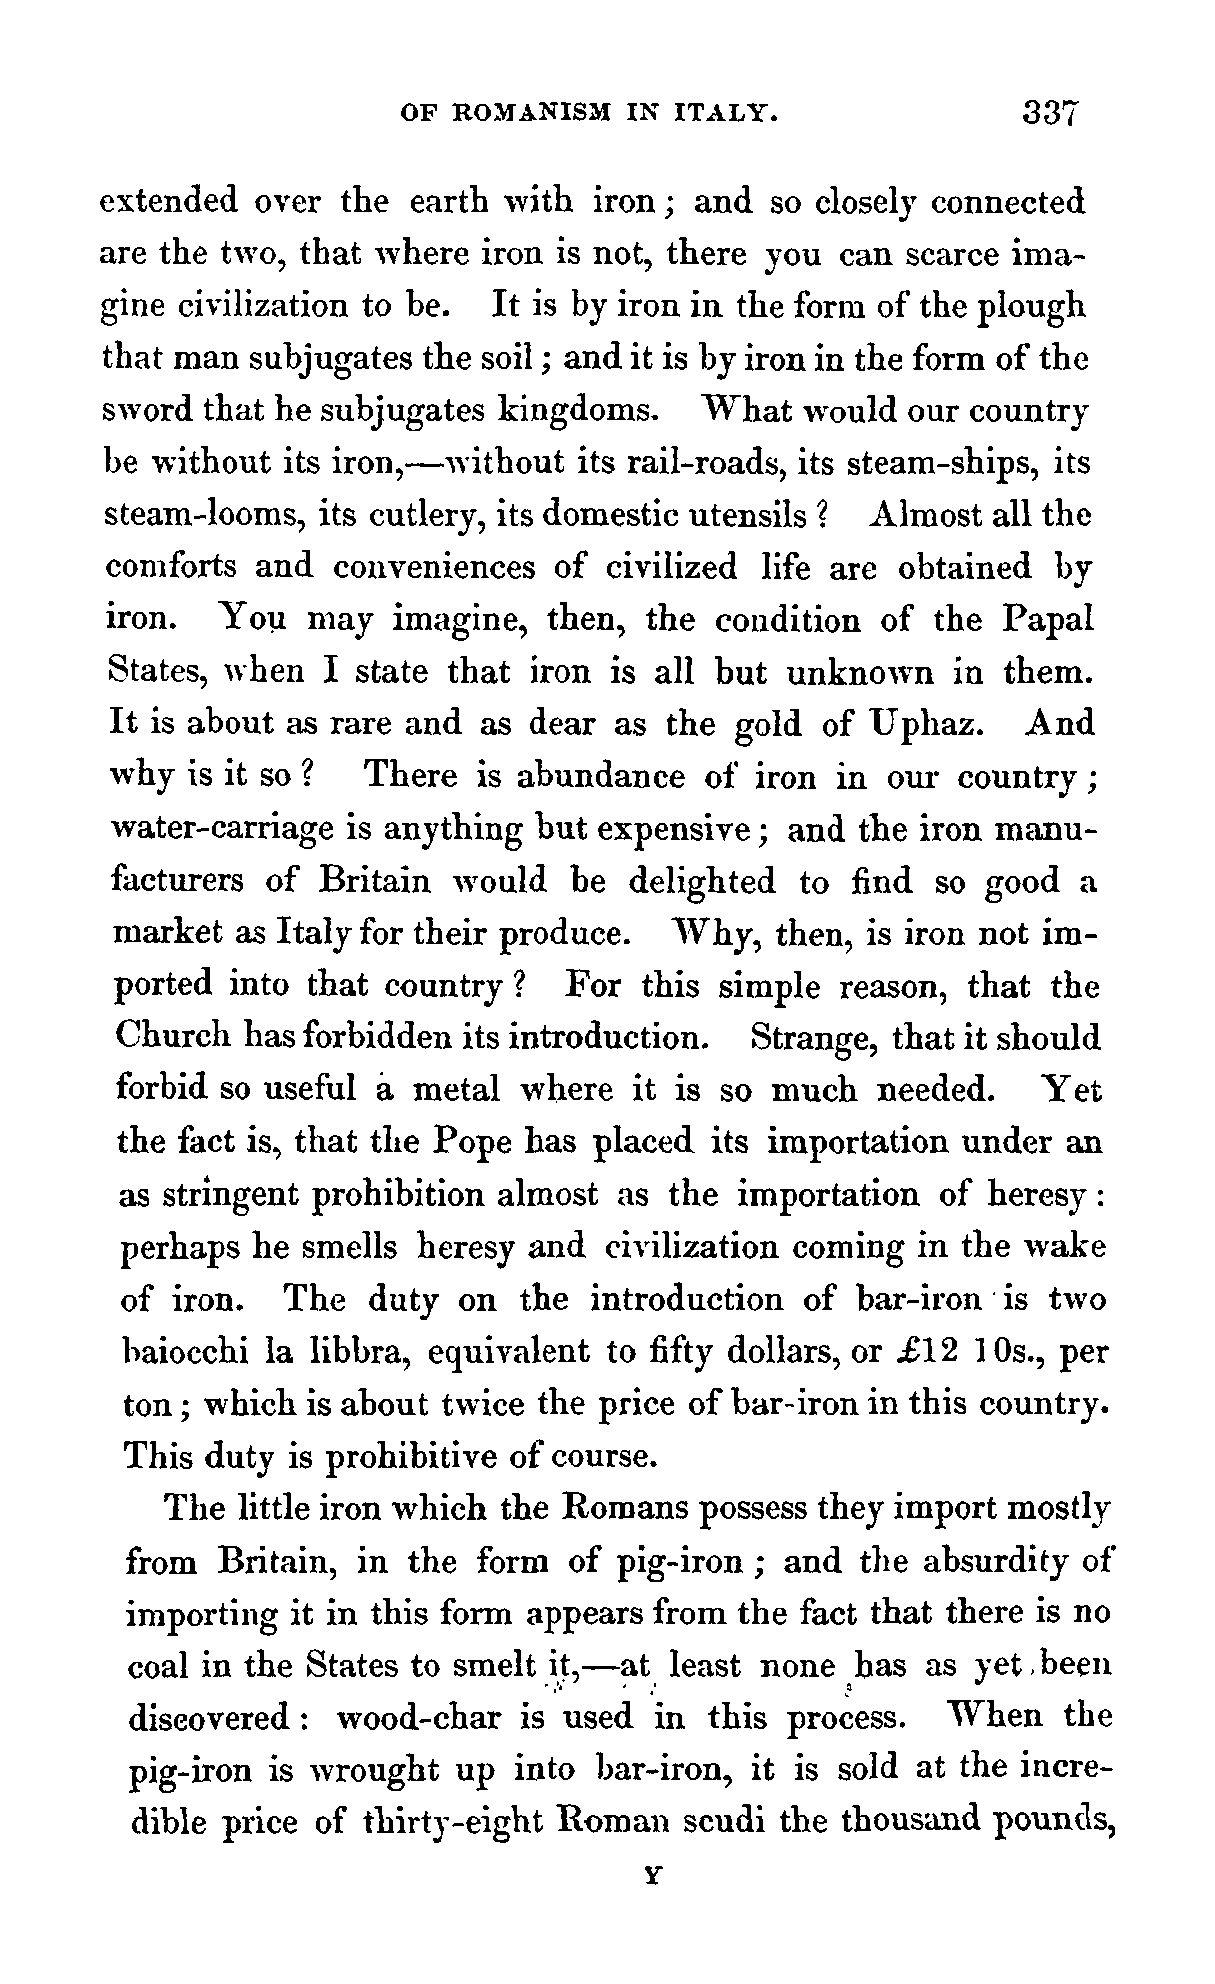 OF ROMANISM IN ITALY. 337
extended over the earth with iron; and so closely connected
are the two, that where iron is not, there you can scarce ima-
gine civilization to be. It is by iron in the form of the plough
that man subjugates the soil; and it is by iron in the form of the
sword that he subjugates kingdoms. What would our country
be without its iron,—without its rail-roads, its steam-ships, its
steam-looms, its cutlery, its domestic utensils? Almost all the
comforts and conveniences of civilized life are obtained by
iron. You may imagine, then, the condition of the Papal
States, when I state that iron is all but unknown in them.
It is about as rare and as dear as the gold of Uphaz. And
why is it so? There is abundance of iron in our country;
water-carriage is anything but expensive; and the iron manu-
facturers of Britain would be delighted to find so good a
market as Italy for their produce. Why, then, is iron not im-
ported into that country? For this simple reason, that the
Church has forbidden its introduction. Strange, that it should
forbid so useful a metal where it is so much needed. Yet
the fact is, that the Pope has placed its importation under an
as stringent prohibition almost as the importation of heresy:
perhaps he smells heresy and civilization coming in the wake
of iron. The duty on the introduction of bar-iron is two
baiocchi la libbra, equivalent to fifty dollars, or £12 10s., per
ton; which is about twice the price of bar-iron in this country.
This duty is prohibitive of course.
The little iron which the Romans possess they import mostly
from Britain, in the form of pig-iron; and the absurdity of
importing it in this form appears from the fact that there is no
coal in the States to smelt it,—at least none has as yet been
discovered: wood-char is used in this process. When the
pig-iron is wrought up into bar-iron, it is sold at the incre-
dible price of thirty-eight Roman scudi the thousand pounds,
Y